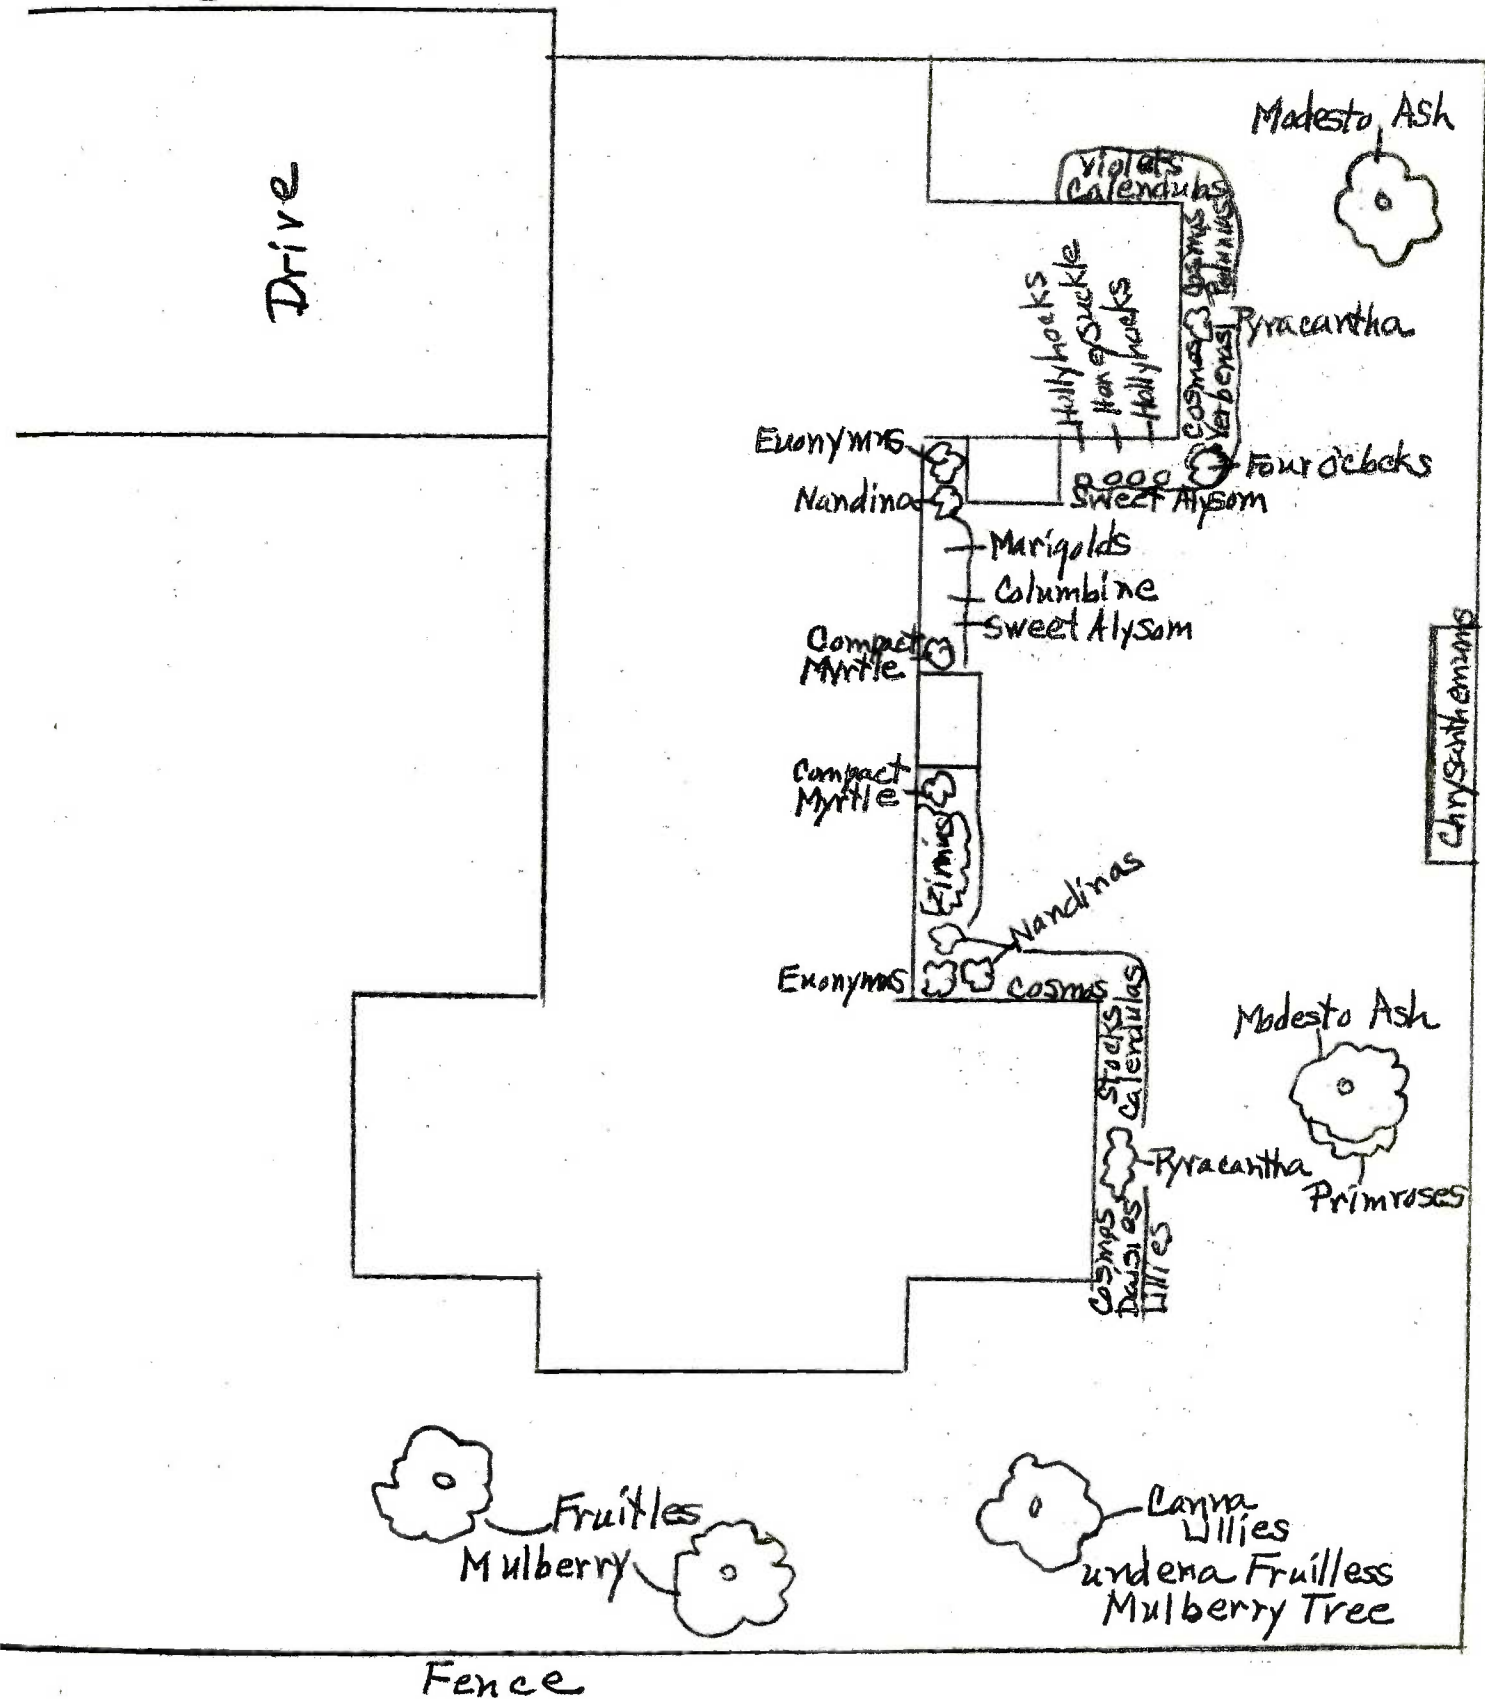 Modesto Ash
Drive
Violets
Calendulas
Cosmos
Petunias
Hollyhocks
Honeysuckle
Hollyhocks
Pyracantha
Cosmos
Verbenas
Euonymus
Four o'clocks
Nandina
Sweet Alysom
Marigolds
Columbine
Sweet Alysom
Compact
Myrtle
Chrysanthemums
Compact
Myrtle
Zinnias
Nandinas
Euonymus
Cosmos
Stocks
Calendulas
Modesto Ash
Pyracantha
Primroses
Cosmos
Daisies
Lillies
Fruitles
Mulberry
Canna
Lillies
undena Fruilless
Mulberry Tree
Fence